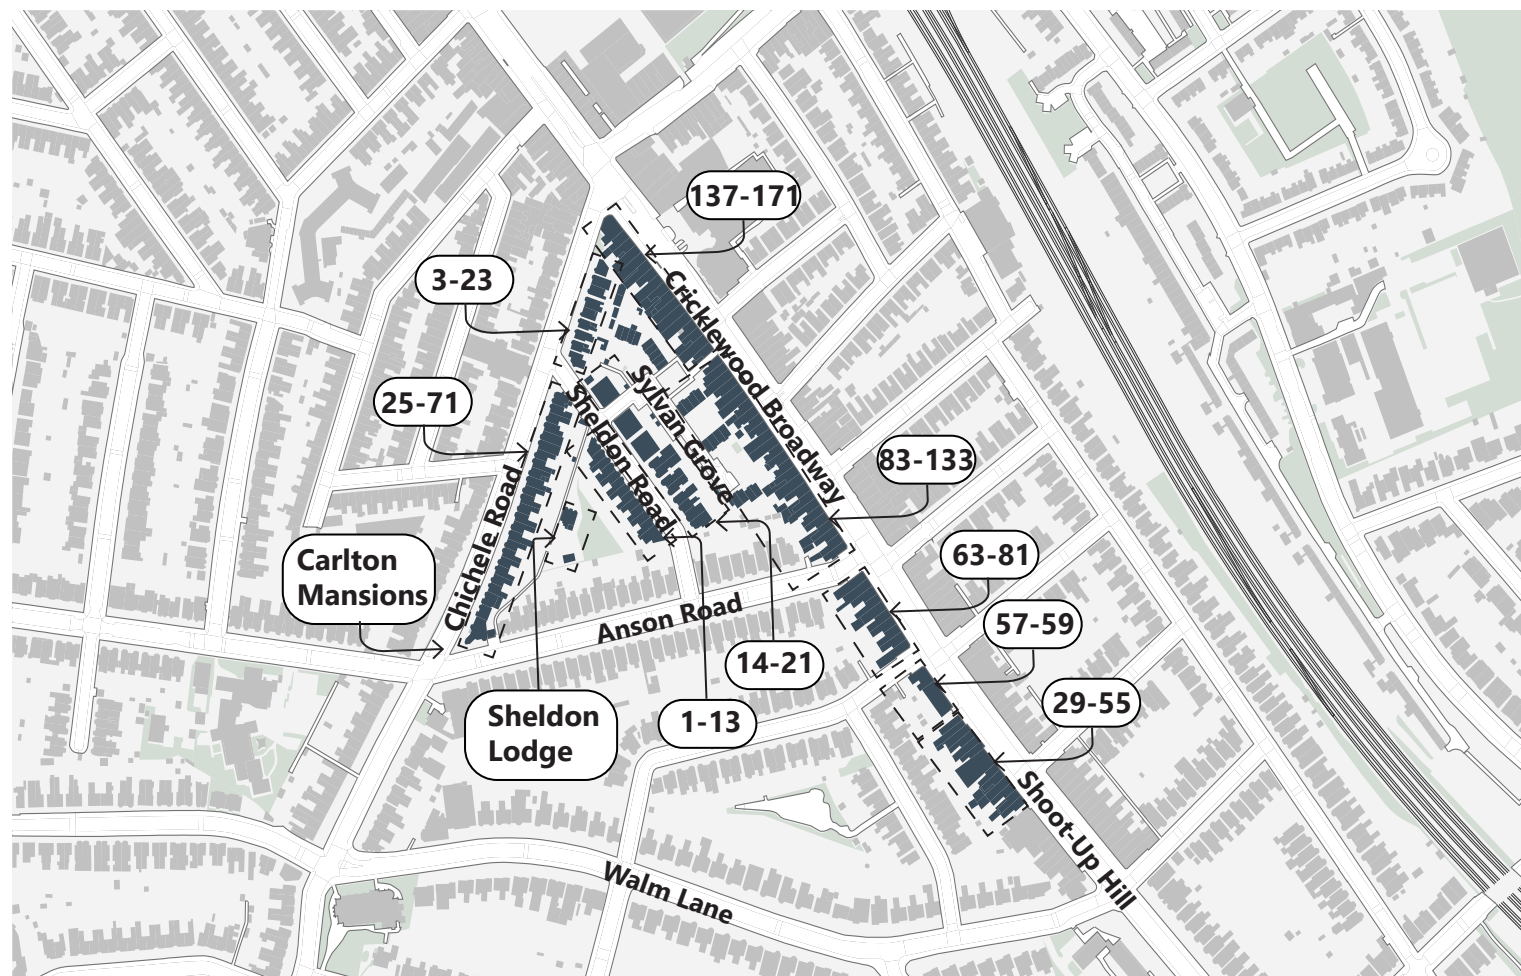 137-171
3-23
Cricklewood Broadway
25-71
Sylvan Grove
Sheldon Road
83-133
Chichele Road
Carlton
Mansions
63-81
Anson Road
57-59
14-21
29-55
Sheldon
Lodge
1-13
Shoot-Up Hill
Walm Lane